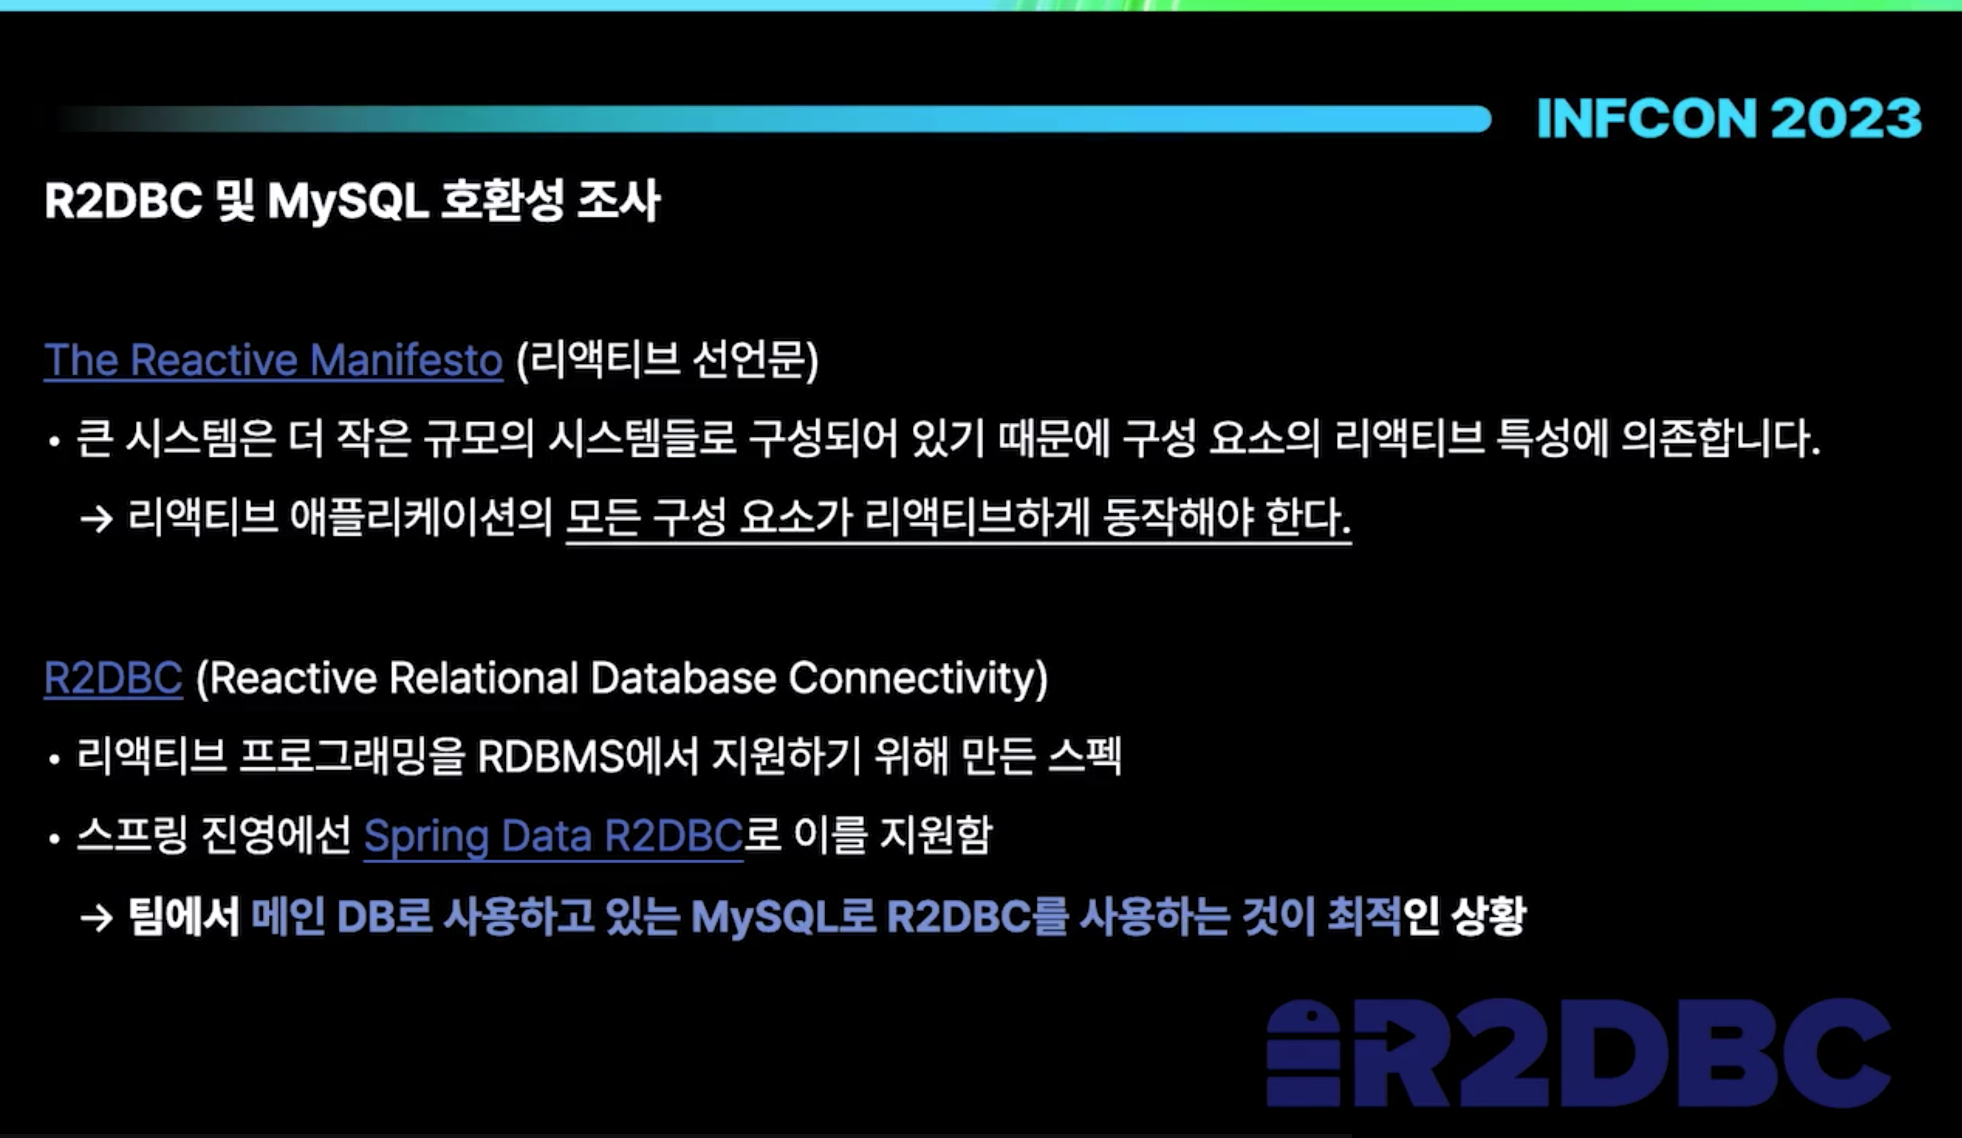 INFCON 2023
R2DBC 및 MySQL 호환성 조사
The Reactive Manifesto (리액티브 선언문)
• 큰 시스템은 더 작은 규모의 시스템들로 구성되어 있기 때문에 구성 요소의 리액티브 특성에 의존합니다.
→ 리액티브 애플리케이션의 모든 구성 요소가 리액티브하게 동작해야 한다.
R2DBC (Reactive Relational Database Connectivity)
• 리액티브 프로그래밍을 RDBMS에서 지원하기 위해 만든 스펙
• 스프링 진영에선 Spring Data R2DBC로 이를 지원함
→ 팀에서 메인 DB로 사용하고 있는 MySQL로 R2DBC를 사용하는 것이 최적인 상황
R2DBC